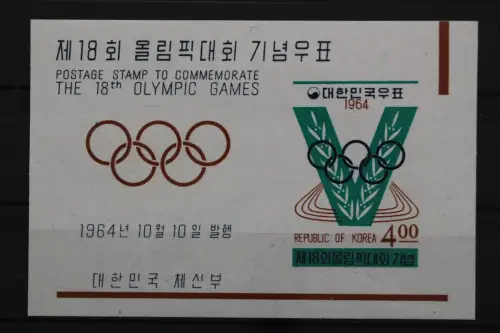 제18회 올림픽대회 기념우표
POSTAGE STAMP TO COMMEMORATE
THE 18th OLYMPIC GAMES
대한민국우표
1964
REPUBLIC OF KOREA 4.00
제18회올림픽대회기념
1964년 10월 10일 발행
대한민국·체신부